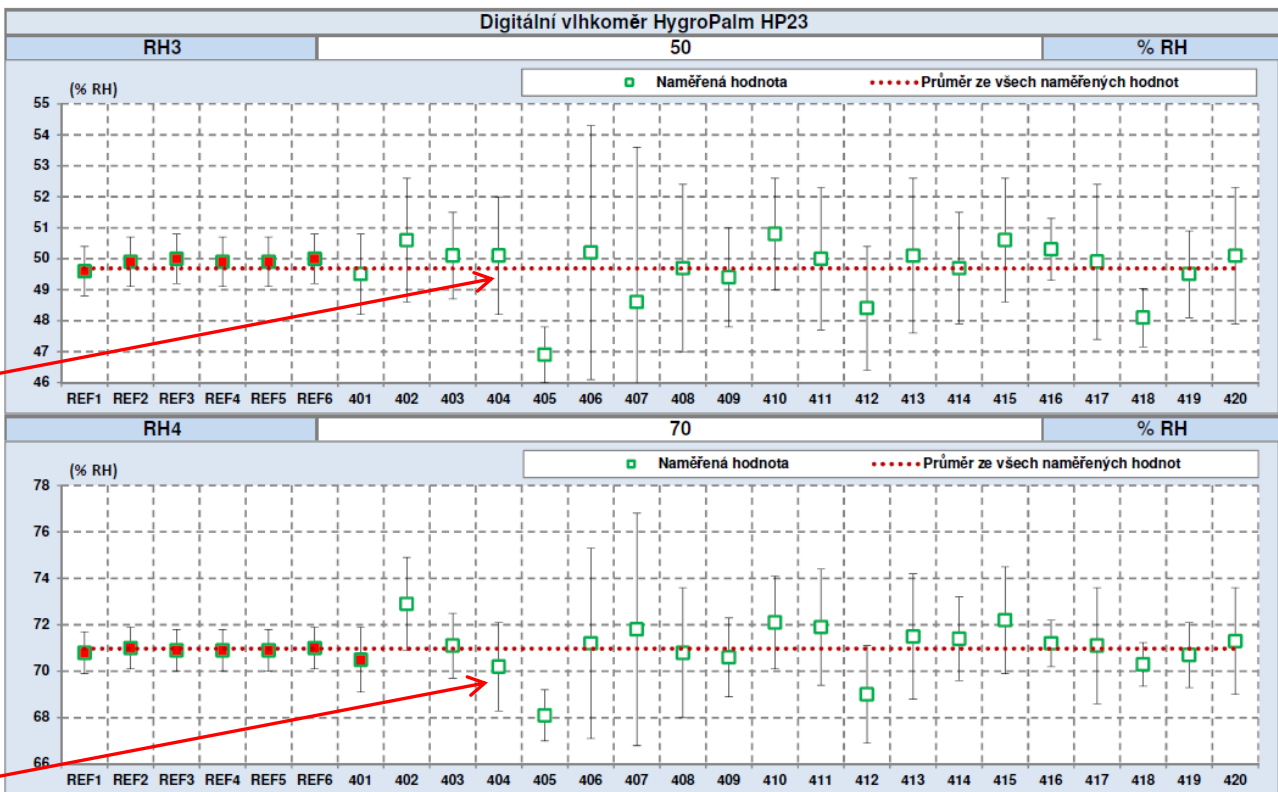 Digitální vlhkoměr HygroPalm HP23
RH3 50 % RH
(% RH) Naměřená hodnota Průměr ze všech naměřených hodnot
55
54
53
52
51
50
49
48
47
46
REF1 REF2 REF3 REF4 REF5 REF6 401 402 403 404 405 406 407 408 409 410 411 412 413 414 415 416 417 418 419 420
RH4 70 % RH
(% RH) Naměřená hodnota Průměr ze všech naměřených hodnot
78
76
74
72
70
68
66
REF1 REF2 REF3 REF4 REF5 REF6 401 402 403 404 405 406 407 408 409 410 411 412 413 414 415 416 417 418 419 420